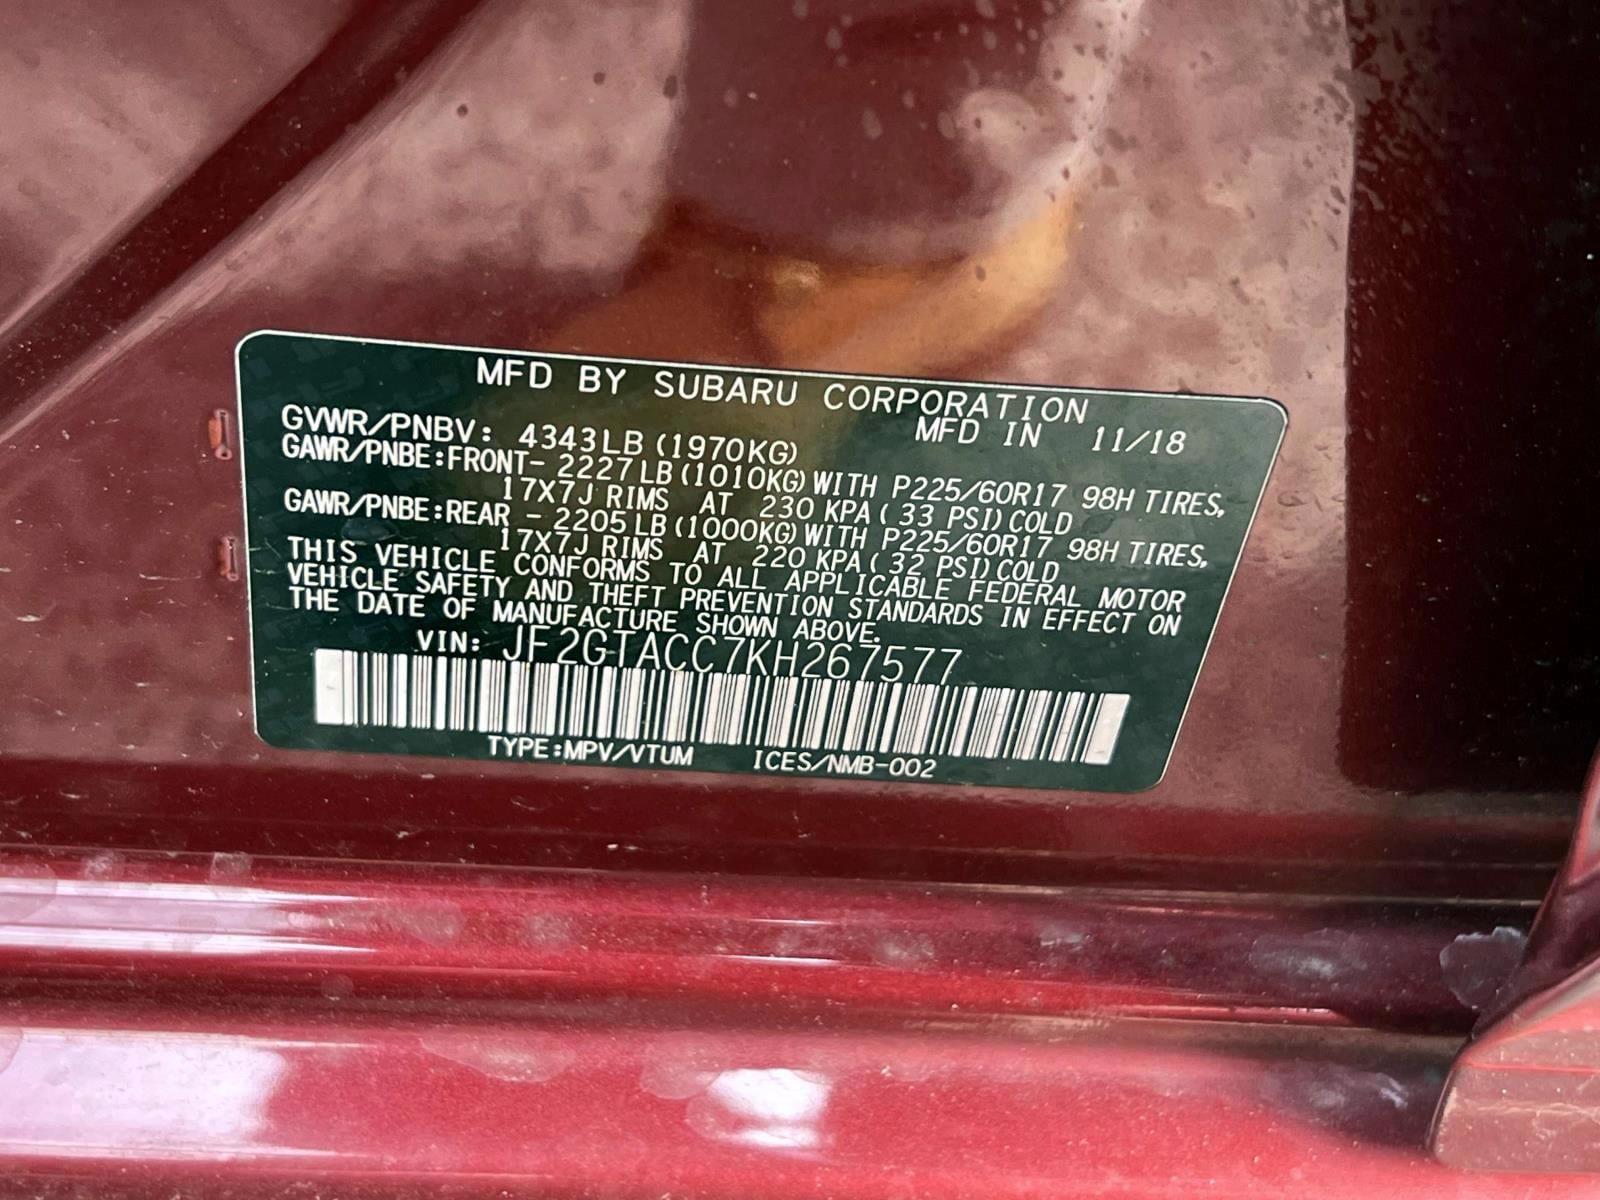 MFD BY SUBARU CORPORATION
MFD IN 11/18
GVWR/PNBV: 4343LB (1970KG)
GAWR/PNBE:FRONT- 2227LB (1010KG) WITH P225/60R17 98H TIRES,
17X7J RIMS AT 230 KPA ( 33 PSI) COLD
GAWR/PNBE:REAR - 2205LB (1000KG) WITH P225/60R17 98H TIRES,
17X7J RIMS AT 220 KPA ( 32 PSI) COLD
THIS VEHICLE CONFORMS TO ALL APPLICABLE FEDERAL MOTOR
VEHICLE SAFETY AND THEFT PREVENTION STANDARDS IN EFFECT ON
THE DATE OF MANUFACTURE SHOWN ABOVE.
VIN: JF2GTACC7KH267577
TYPE:MPV/VTUM ICES/NMB-002